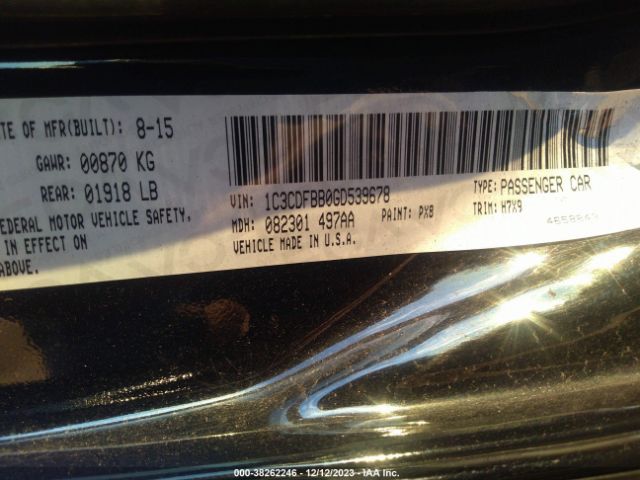 TE OF MFR(BUILT): 8-15
GAWR: 00870 KG
REAR: 01918 LB
EDERAL MOTOR VEHICLE SAFETY,
IN EFFECT ON
ABOVE.
VIN: 1C3CDFBB0GD539678
TYPE: PASSENGER CAR
MDH: 082301 497AA
PAINT: PX8
TRIM: H7X9
VEHICLE MADE IN U.S.A.
000-38262246 - 12/12/2023 - IAA Inc.